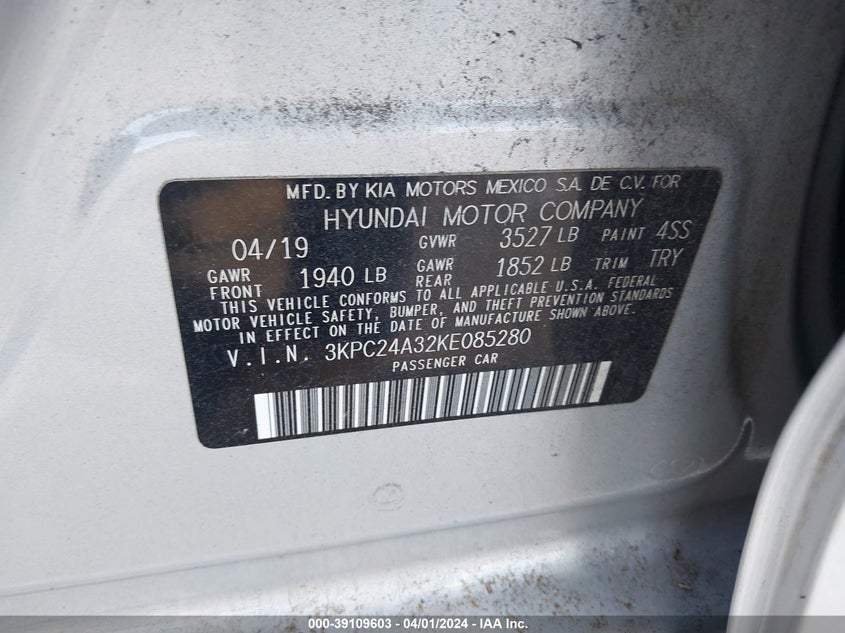 MFD. BY KIA MOTORS MEXICO S.A. DE C.V. FOR
HYUNDAI MOTOR COMPANY
04/19 GVWR 3527 LB PAINT 4SS
GAWR FRONT 1940 LB GAWR REAR 1852 LB TRIM TRY
THIS VEHICLE CONFORMS TO ALL APPLICABLE U.S.A. FEDERAL
MOTOR VEHICLE SAFETY, BUMPER, AND THEFT PREVENTION STANDARDS
IN EFFECT ON THE DATE OF MANUFACTURE SHOWN ABOVE.
V.I.N. 3KPC24A32KE085280
PASSENGER CAR
000-39109603 - 04/01/2024 - IAA Inc.